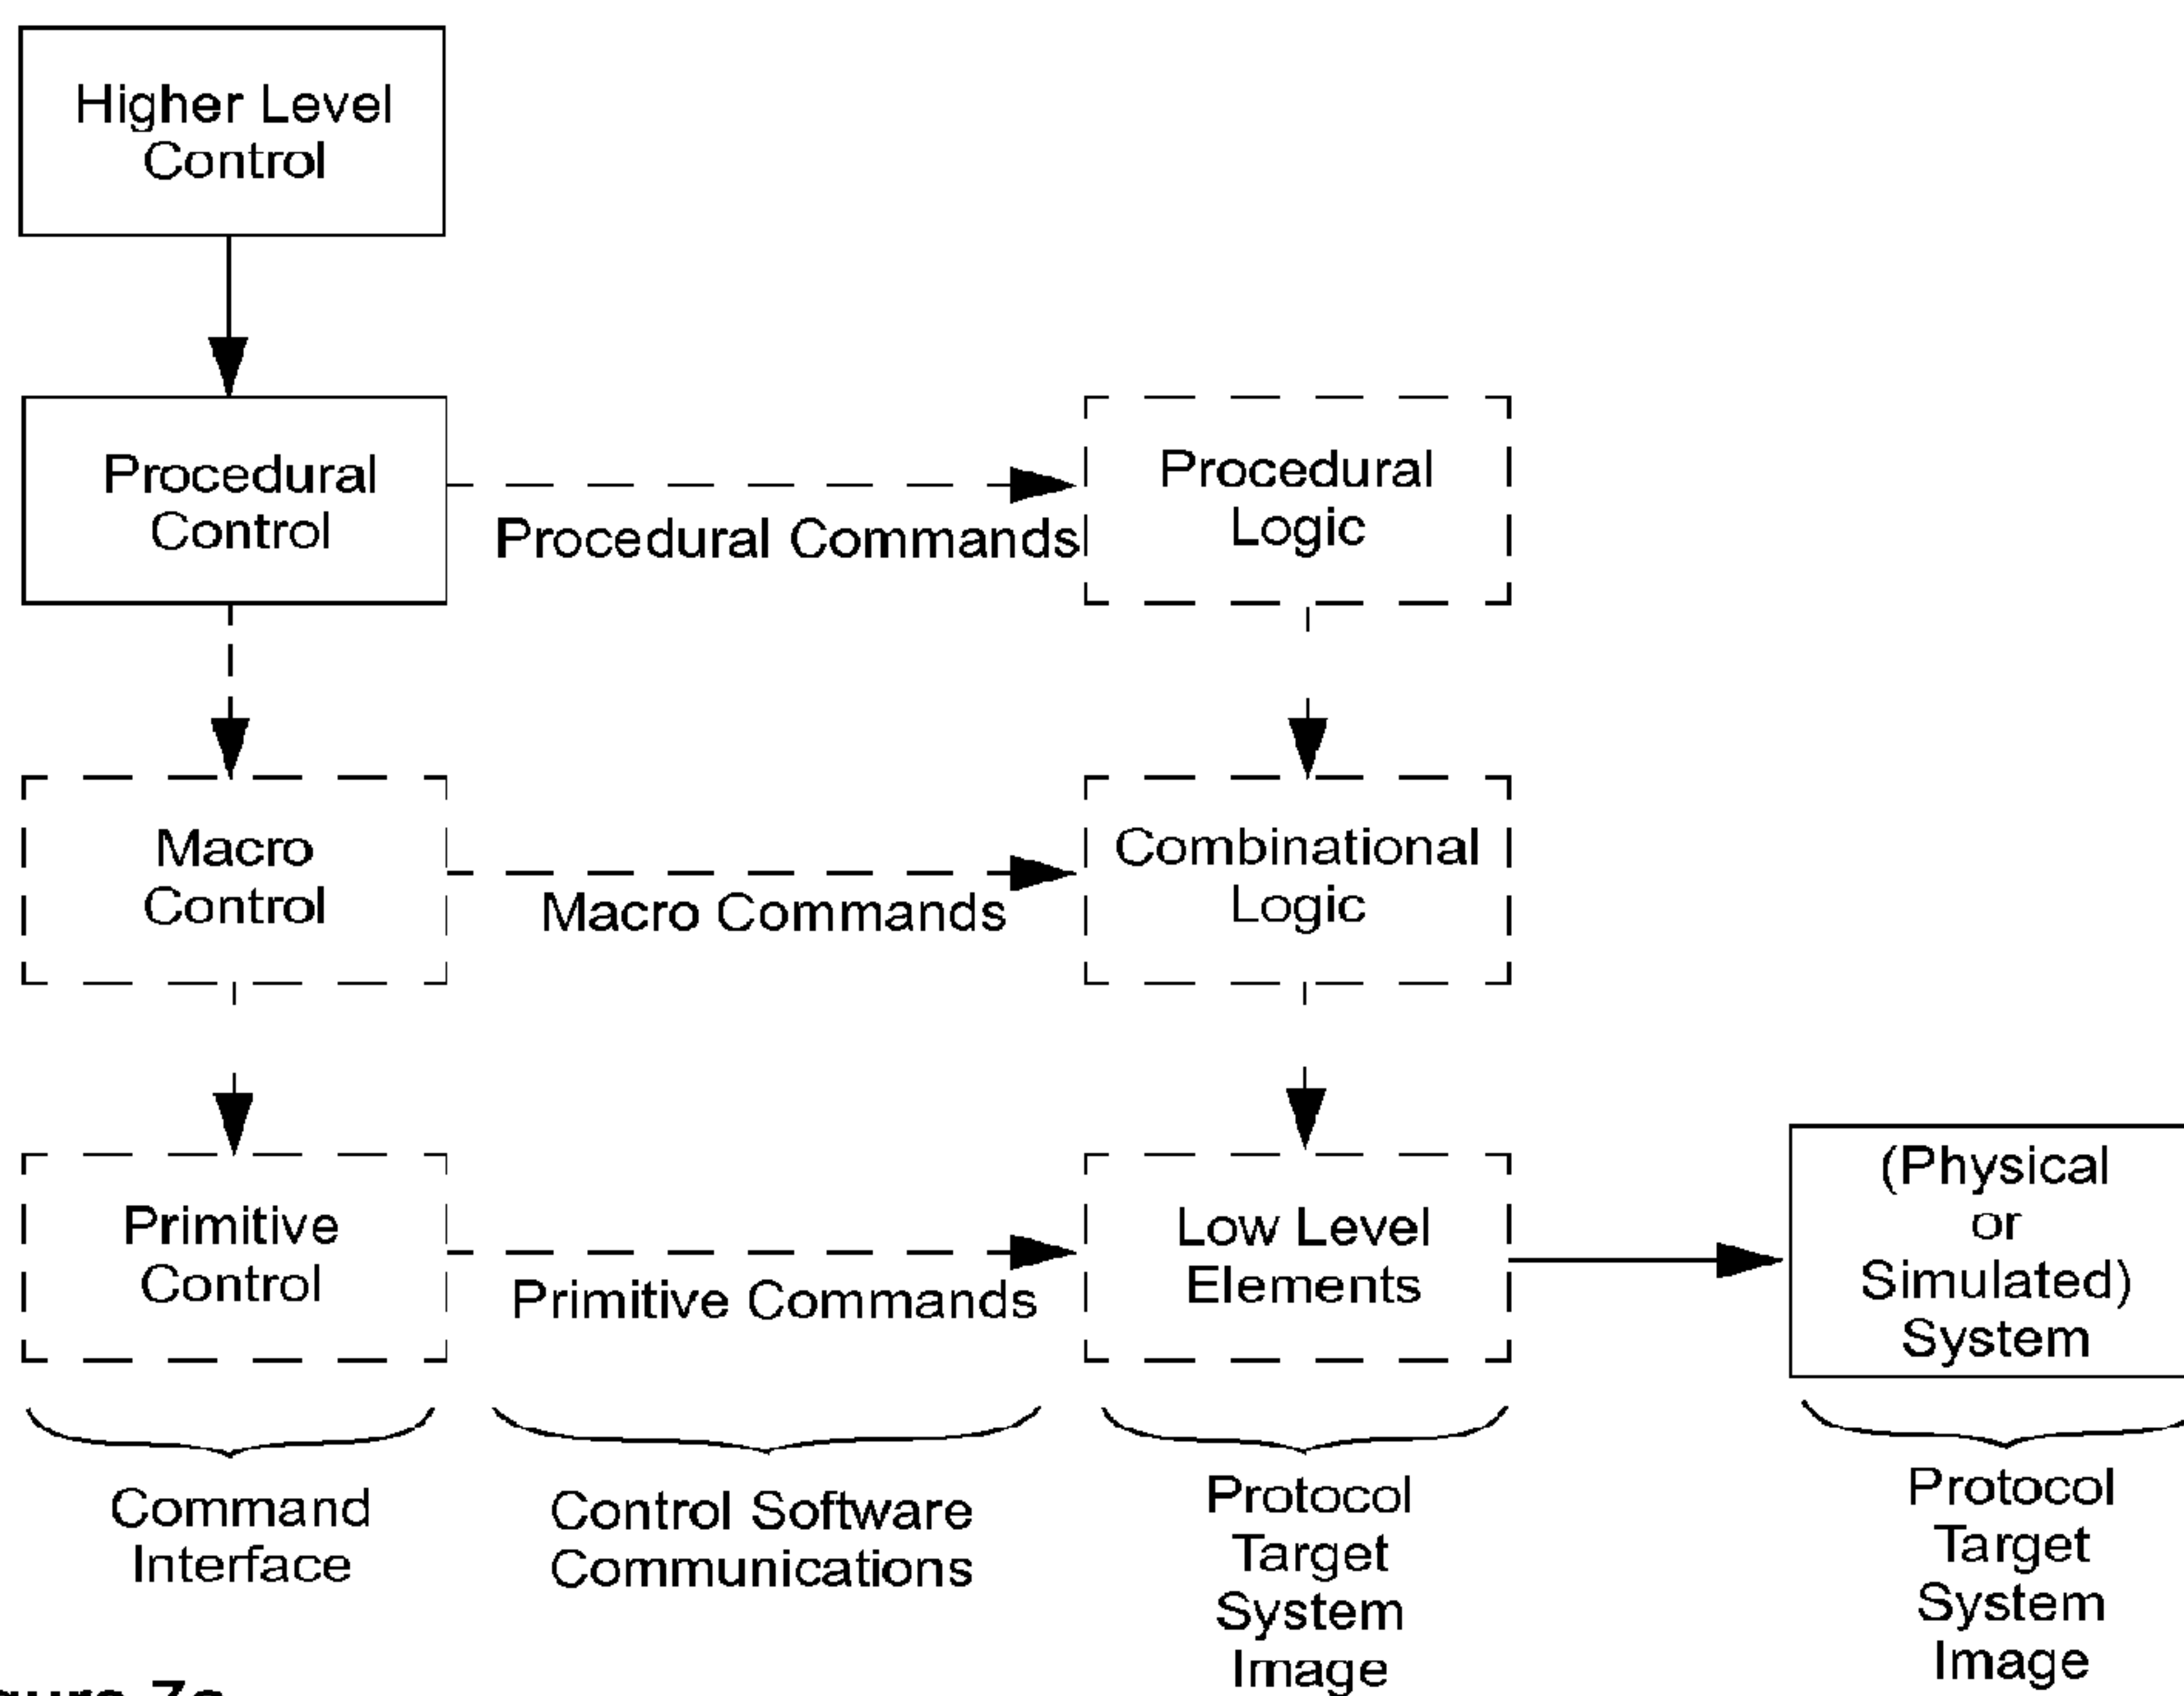 Higher Level
Control
Procedural
Control
Procedural Commands
Procedural
Logic
Macro
Control
Macro Commands
Combinational
Logic
Primitive
Control
Primitive Commands
Low Level
Elements
(Physical
or
Simulated)
System
Command
Interface
Control Software
Communications
Protocol
Target
System
Image
Protocol
Target
System
Image